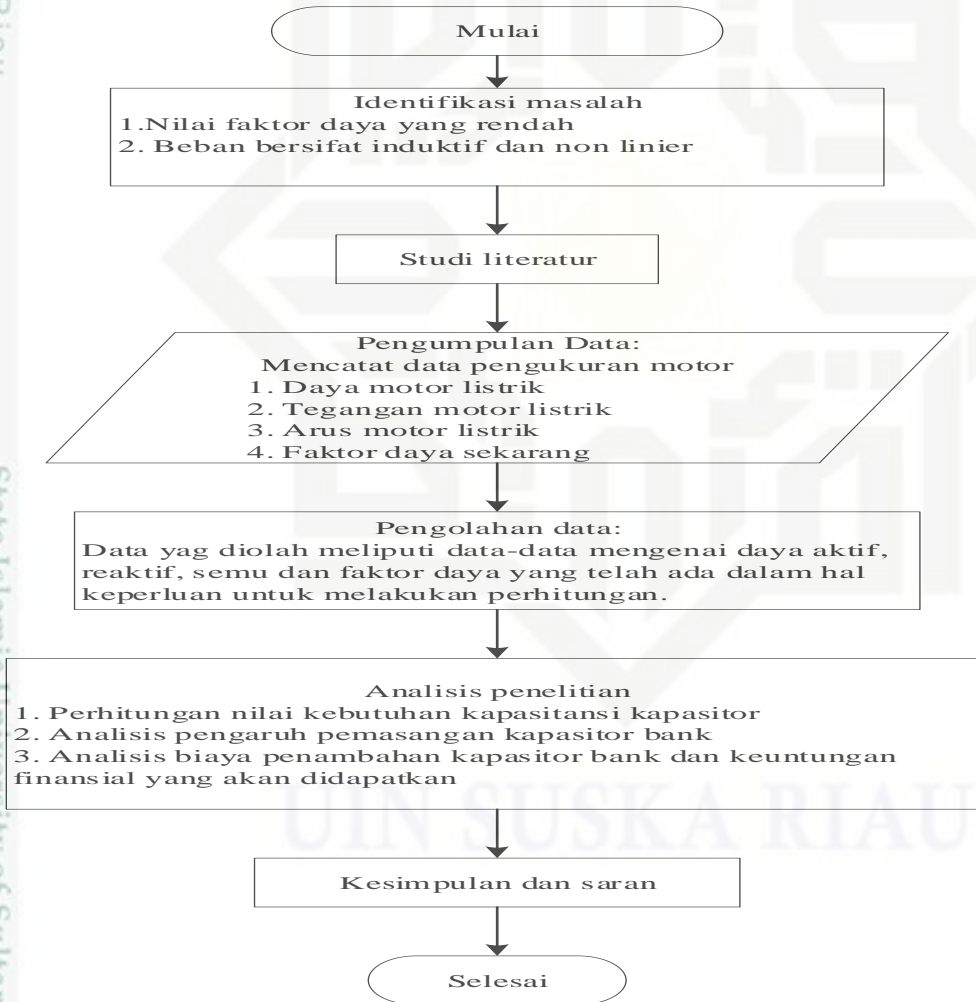 Mulai
Identifikasi masalah
1.Nilai faktor daya yang rendah
2. Beban bersifat induktif dan non linier
Studi literatur
Pengumpulan Data:
Mencatat data pengukuran motor
1. Daya motor listrik
2. Tegangan motor listrik
3. Arus motor listrik
4. Faktor daya sekarang
Pengolahan data:
Data yag diolah meliputi data-data mengenai daya aktif,
reaktif, semu dan faktor daya yang telah ada dalam hal
keperluan untuk melakukan perhitungan.
Analisis penelitian
1. Perhitungan nilai kebutuhan kapasitansi kapasitor
2. Analisis pengaruh pemasangan kapasitor bank
3. Analisis biaya penambahan kapasitor bank dan keuntungan
finansial yang akan didapatkan
UIN SUSKA RIAU
Kesimpulan dan saran
Selesai